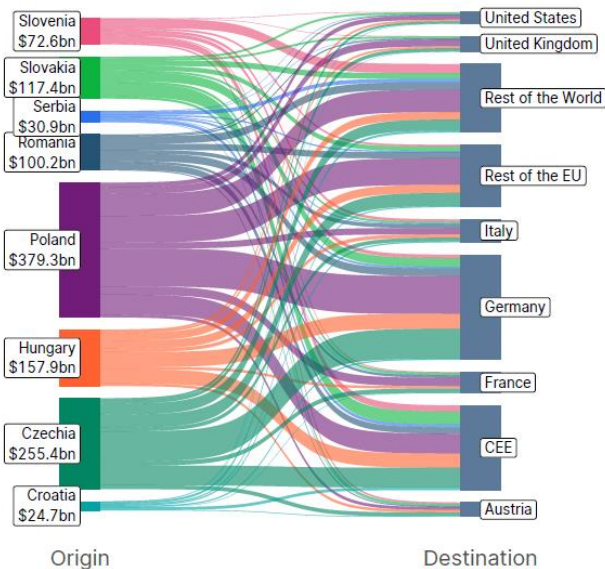 Slovenia
$72.6bn
Slovakia
$117.4bn
Serbia
$30.9bn
Romania
$100.2bn
Poland
$379.3bn
Hungary
$157.9bn
Czechia
$255.4bn
Croatia
$24.7bn
United States
United Kingdom
Rest of the World
Rest of the EU
Italy
Germany
France
CEE
Austria
Origin
Destination